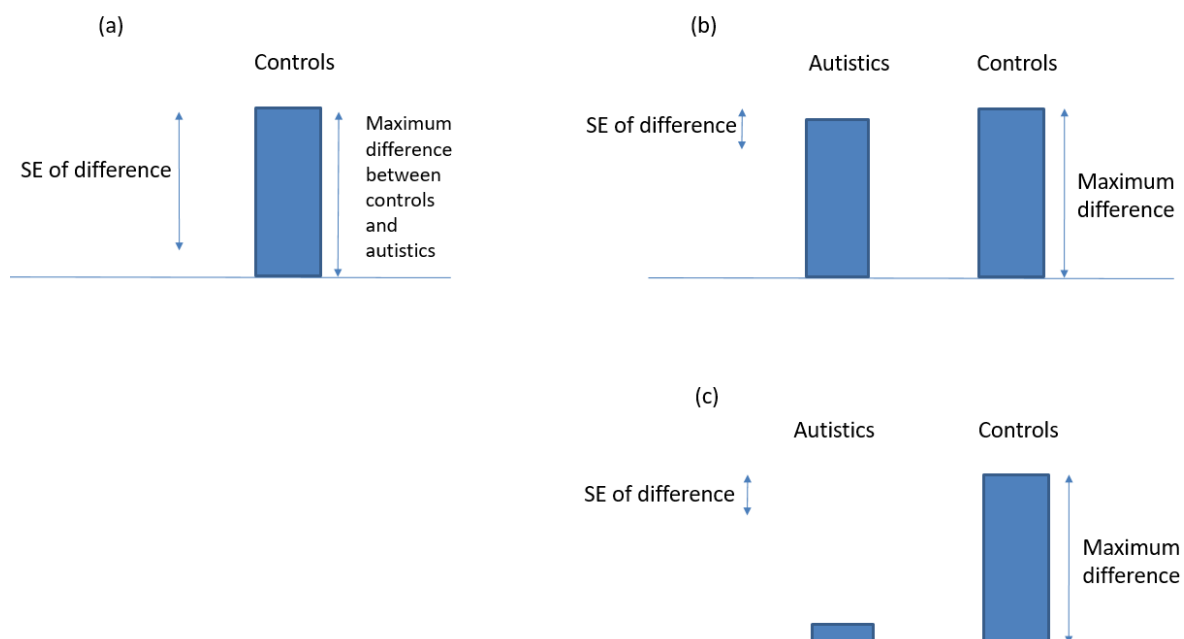 (a)
Controls
SE of difference
Maximum
difference
between
controls
and
autistics
(b)
Autistics
Controls
SE of difference
Maximum
difference
(c)
Autistics
Controls
SE of difference
Maximum
difference